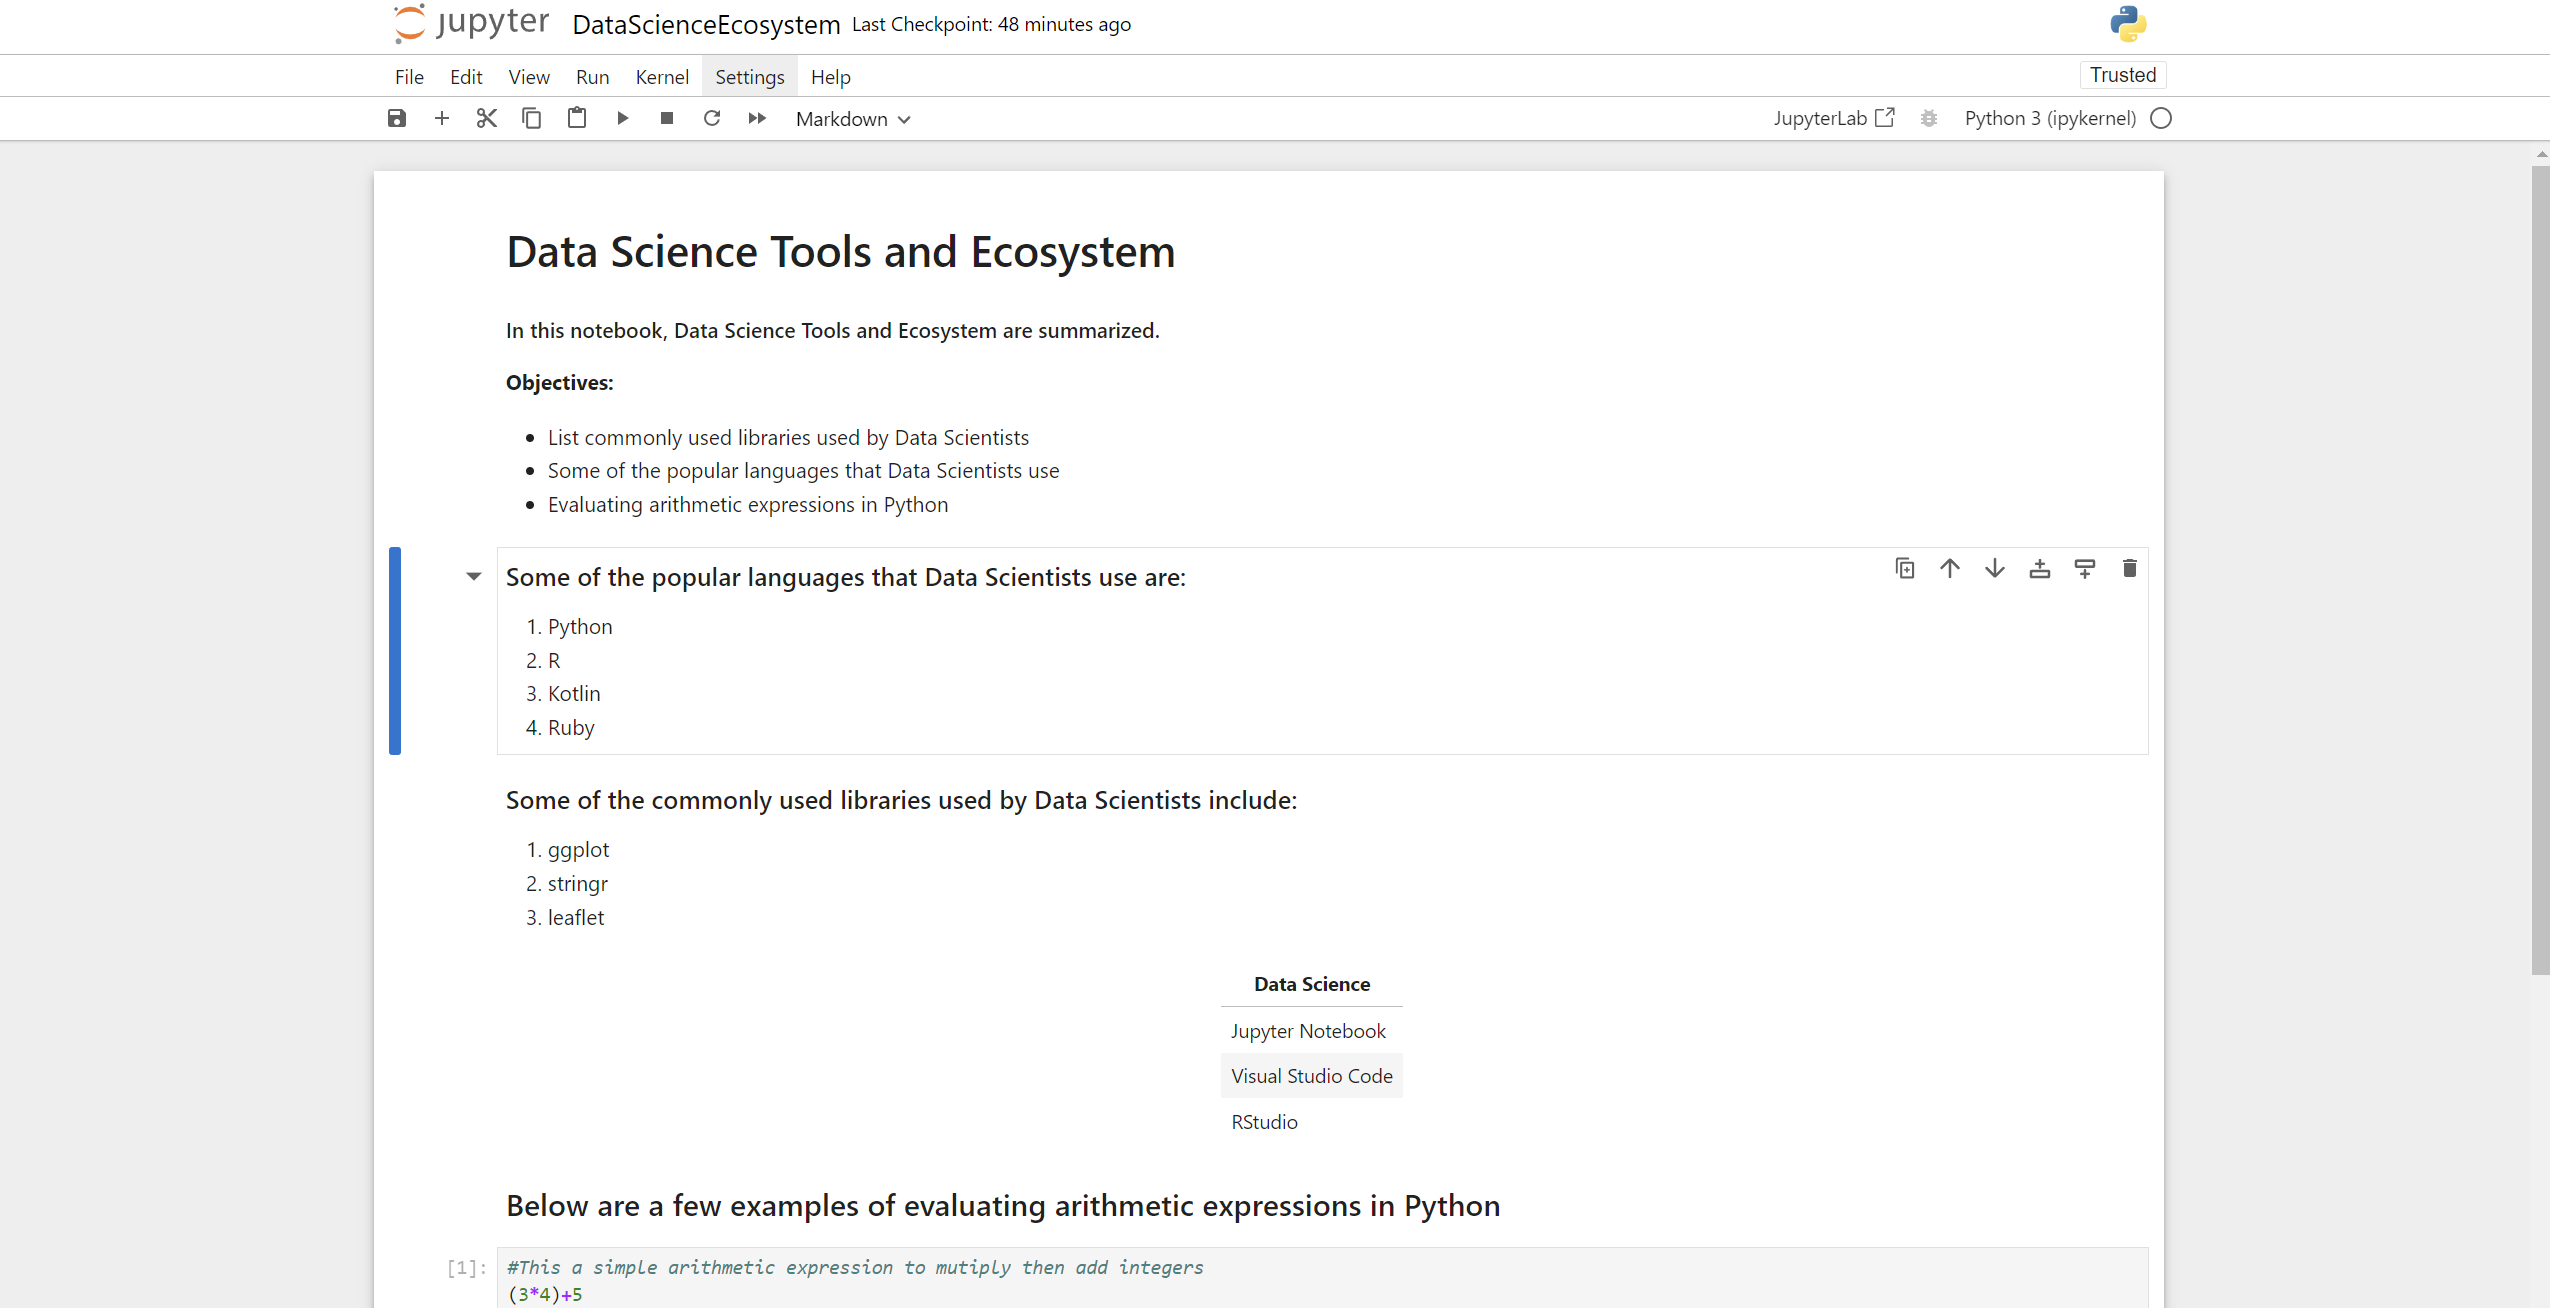 jupyter DataScienceEcosystem Last Checkpoint: 48 minutes ago
File Edit View Run Kernel Settings Help Trusted
Markdown JupyterLab Python 3 (ipykernel)
Data Science Tools and Ecosystem
In this notebook, Data Science Tools and Ecosystem are summarized.
Objectives:
• List commonly used libraries used by Data Scientists
• Some of the popular languages that Data Scientists use
• Evaluating arithmetic expressions in Python
Some of the popular languages that Data Scientists use are:
1. Python
2. R
3. Kotlin
4. Ruby
Some of the commonly used libraries used by Data Scientists include:
1. ggplot
2. stringr
3. leaflet
Data Science
Jupyter Notebook
Visual Studio Code
RStudio
Below are a few examples of evaluating arithmetic expressions in Python
[1]: #This a simple arithmetic expression to mutiply then add integers
(3*4)+5